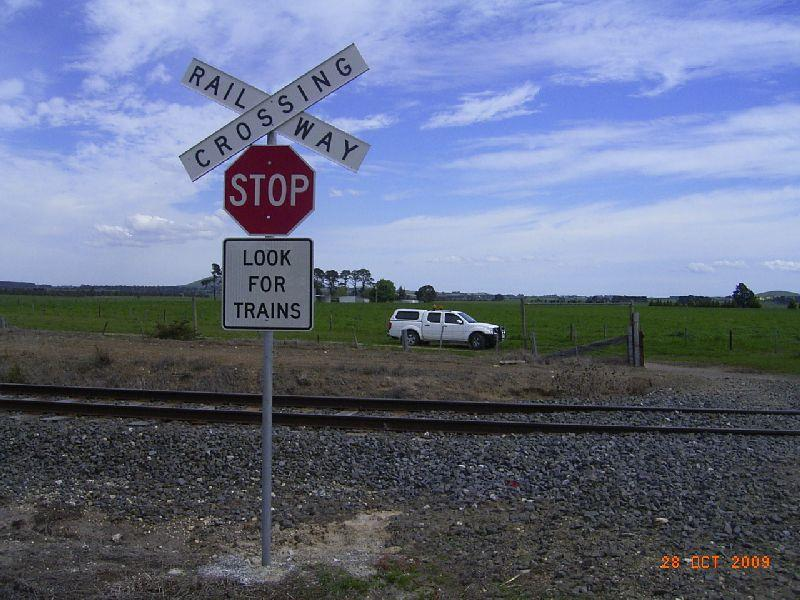 RAILWAY
CROSSING
STOP
LOOK
FOR
TRAINS
28 OCT 2009